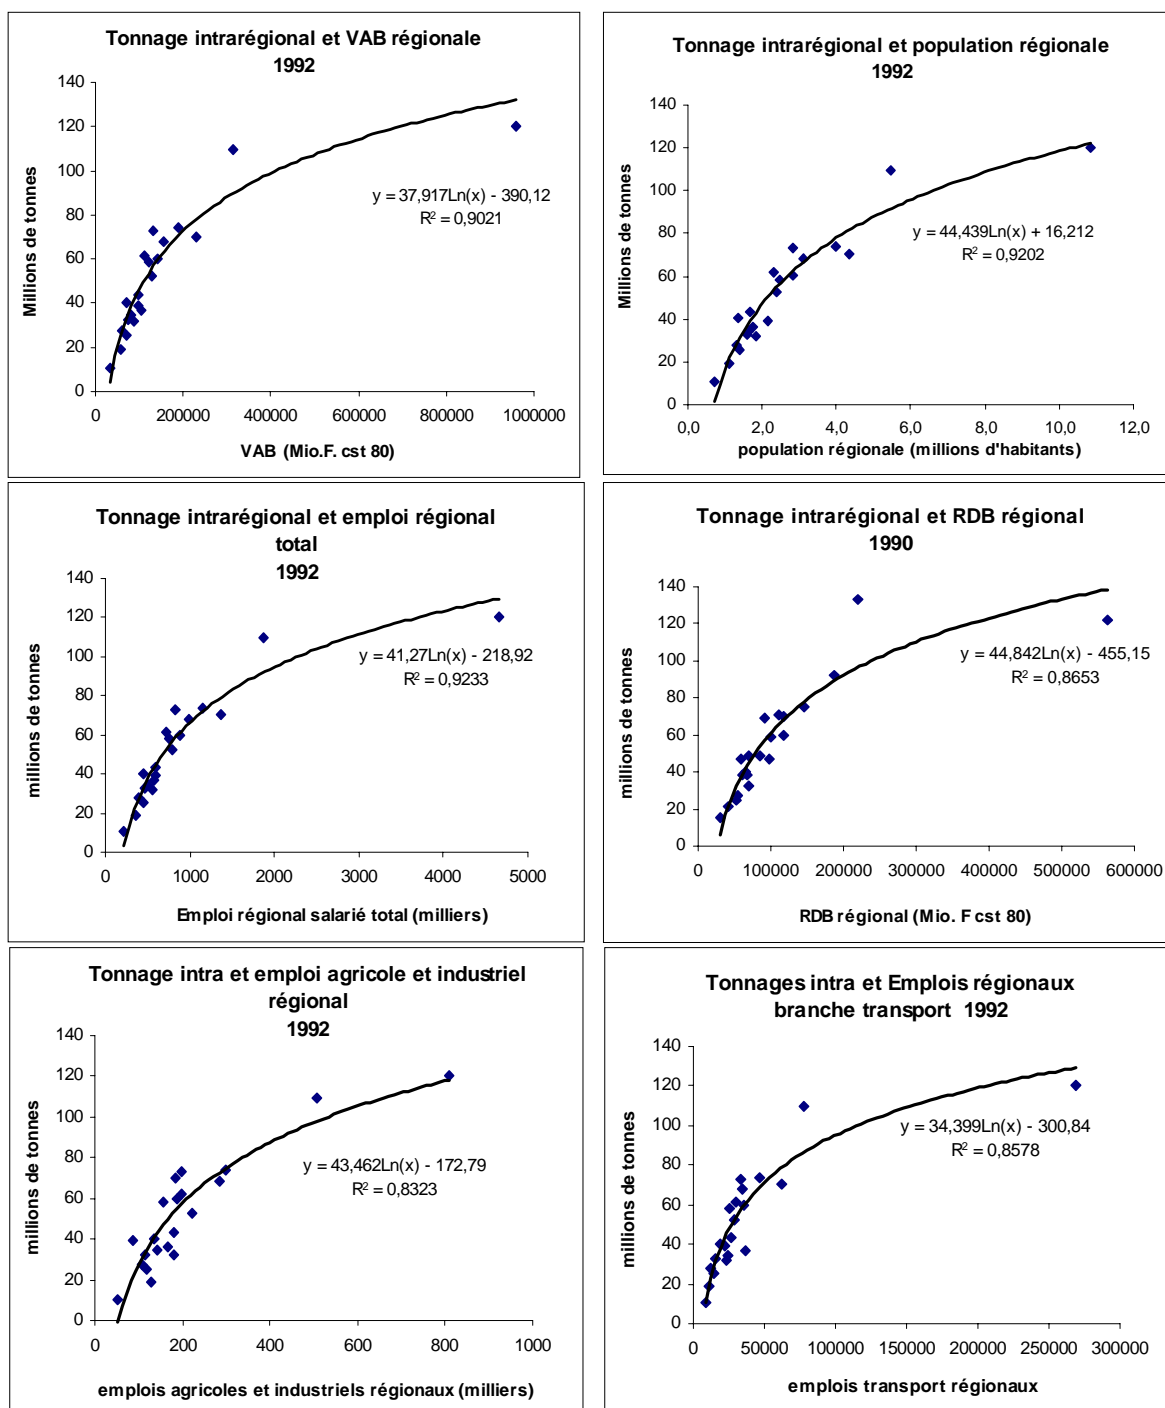 Tonnage intrarégional et VAB régionale
1992
140
120
100
80
60
40
20
0
Millions de tonnes
y = 37,917Ln(x) - 390,12
R² = 0,9021
0 200000 400000 600000 800000 1000000
VAB (Mio.F. cst 80)
Tonnage intrarégional et population régionale
1992
140
120
100
80
60
40
20
0
Millions de tonnes
y = 44,439Ln(x) + 16,212
R² = 0,9202
0,0 2,0 4,0 6,0 8,0 10,0 12,0
population régionale (millions d'habitants)
Tonnage intrarégional et emploi régional
total
1992
140
120
100
80
60
40
20
0
millions de tonnes
y = 41,27Ln(x) - 218,92
R² = 0,9233
0 1000 2000 3000 4000 5000
Emploi régional salarié total (milliers)
Tonnage intrarégional et RDB régional
1990
140
120
100
80
60
40
20
0
millions de tonnes
y = 44,842Ln(x) - 455,15
R² = 0,8653
0 100000 200000 300000 400000 500000 600000
RDB régional (Mio. F cst 80)
Tonnage intra et emploi agricole et industriel
régional
1992
140
120
100
80
60
40
20
0
millions de tonnes
y = 43,462Ln(x) - 172,79
R² = 0,8323
0 200 400 600 800 1000
emplois agricoles et industriels régionaux (milliers)
Tonnages intra et Emplois régionaux
branche transport 1992
140
120
100
80
60
40
20
0
millions de tonnes
y = 34,399Ln(x) - 300,84
R² = 0,8578
0 50000 100000 150000 200000 250000 300000
emplois transport régionaux